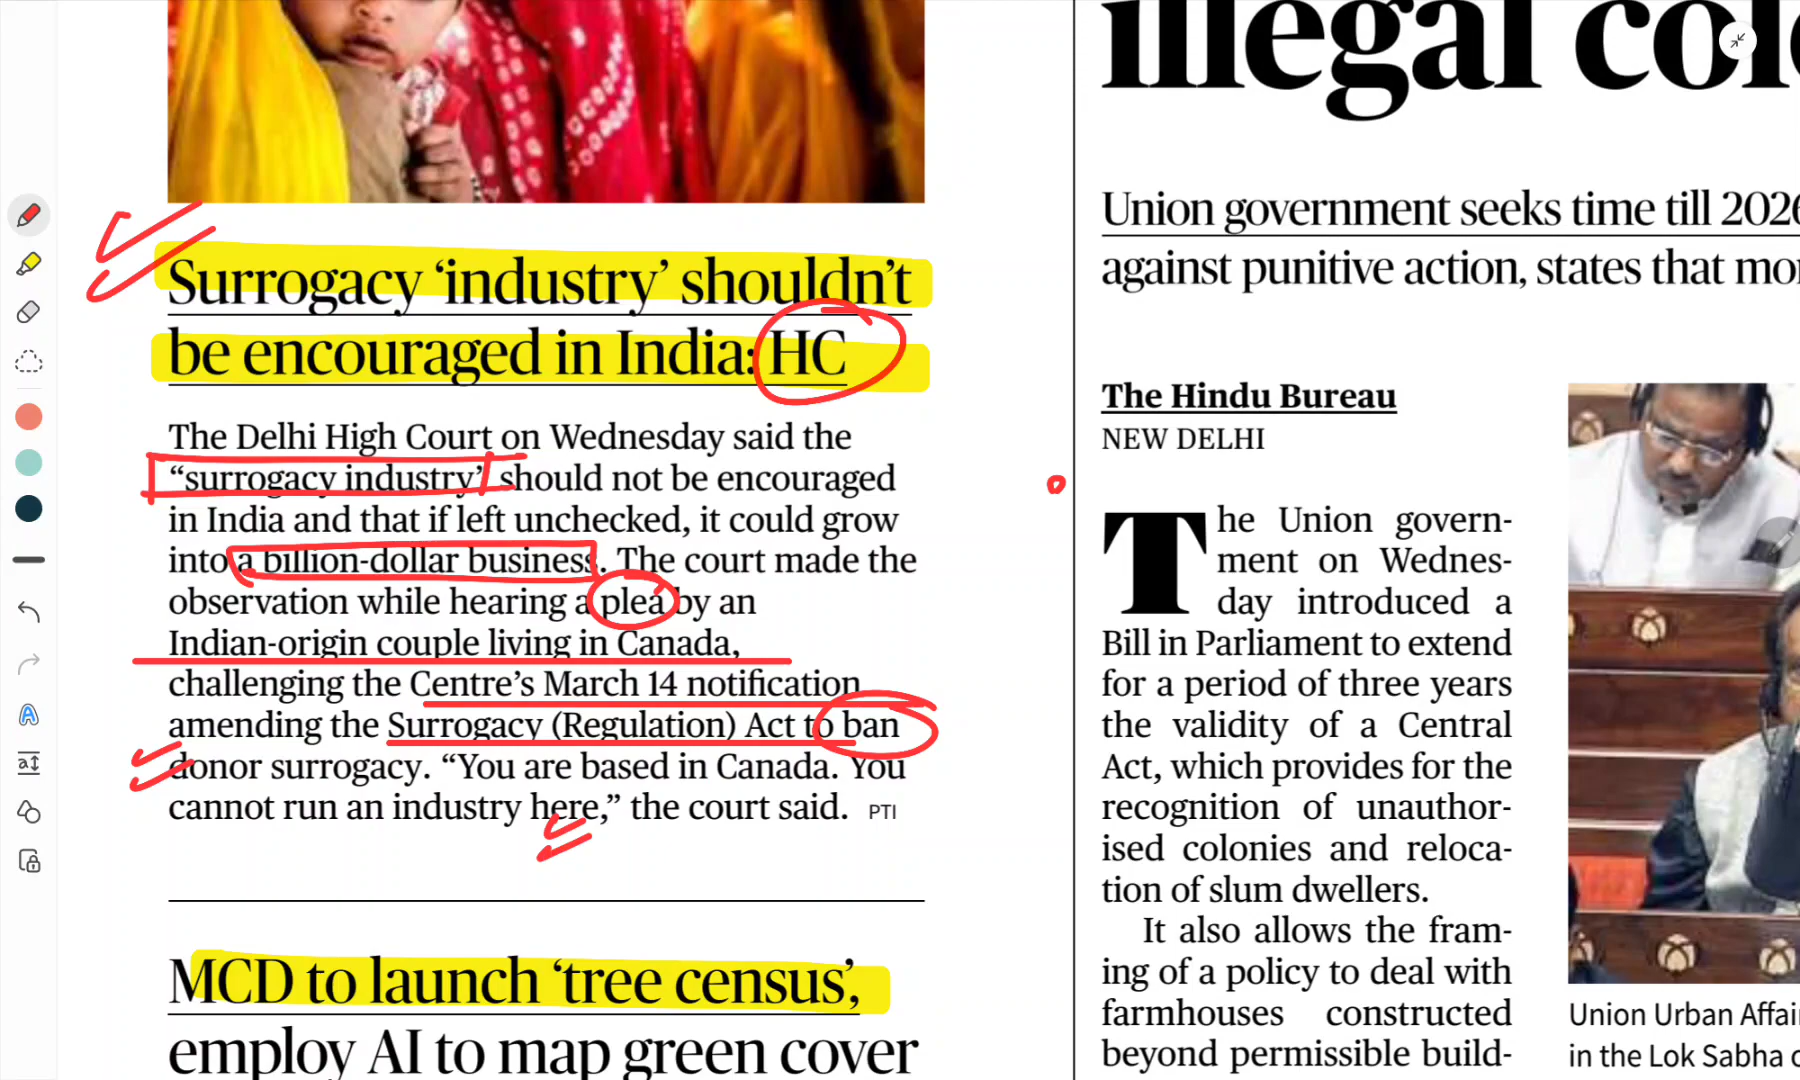 Surrogacy ‘industry’ shouldn’t
be encouraged in India: HC
The Delhi High Court on Wednesday said the
“surrogacy industry” should not be encouraged
in India and that if left unchecked, it could grow
into a billion-dollar business. The court made the
observation while hearing a plea by an
Indian-origin couple living in Canada,
challenging the Centre’s March 14 notification
amending the Surrogacy (Regulation) Act to ban
donor surrogacy. “You are based in Canada. You
cannot run an industry here,” the court said. PTI
MCD to launch ‘tree census’,
employ AI to map green cover
illegal
Union government seeks time till 2026
against punitive action, states that
The Hindu Bureau
NEW DELHI
The Union govern-
ment on Wednes-
day introduced a
Bill in Parliament to extend
for a period of three years
the validity of a Central
Act, which provides for the
recognition of unauthor-
ised colonies and reloca-
tion of slum dwellers.
It also allows the fram-
ing of a policy to deal with
farmhouses constructed
beyond permissible build-
Union Urban
in the Lok Sabha